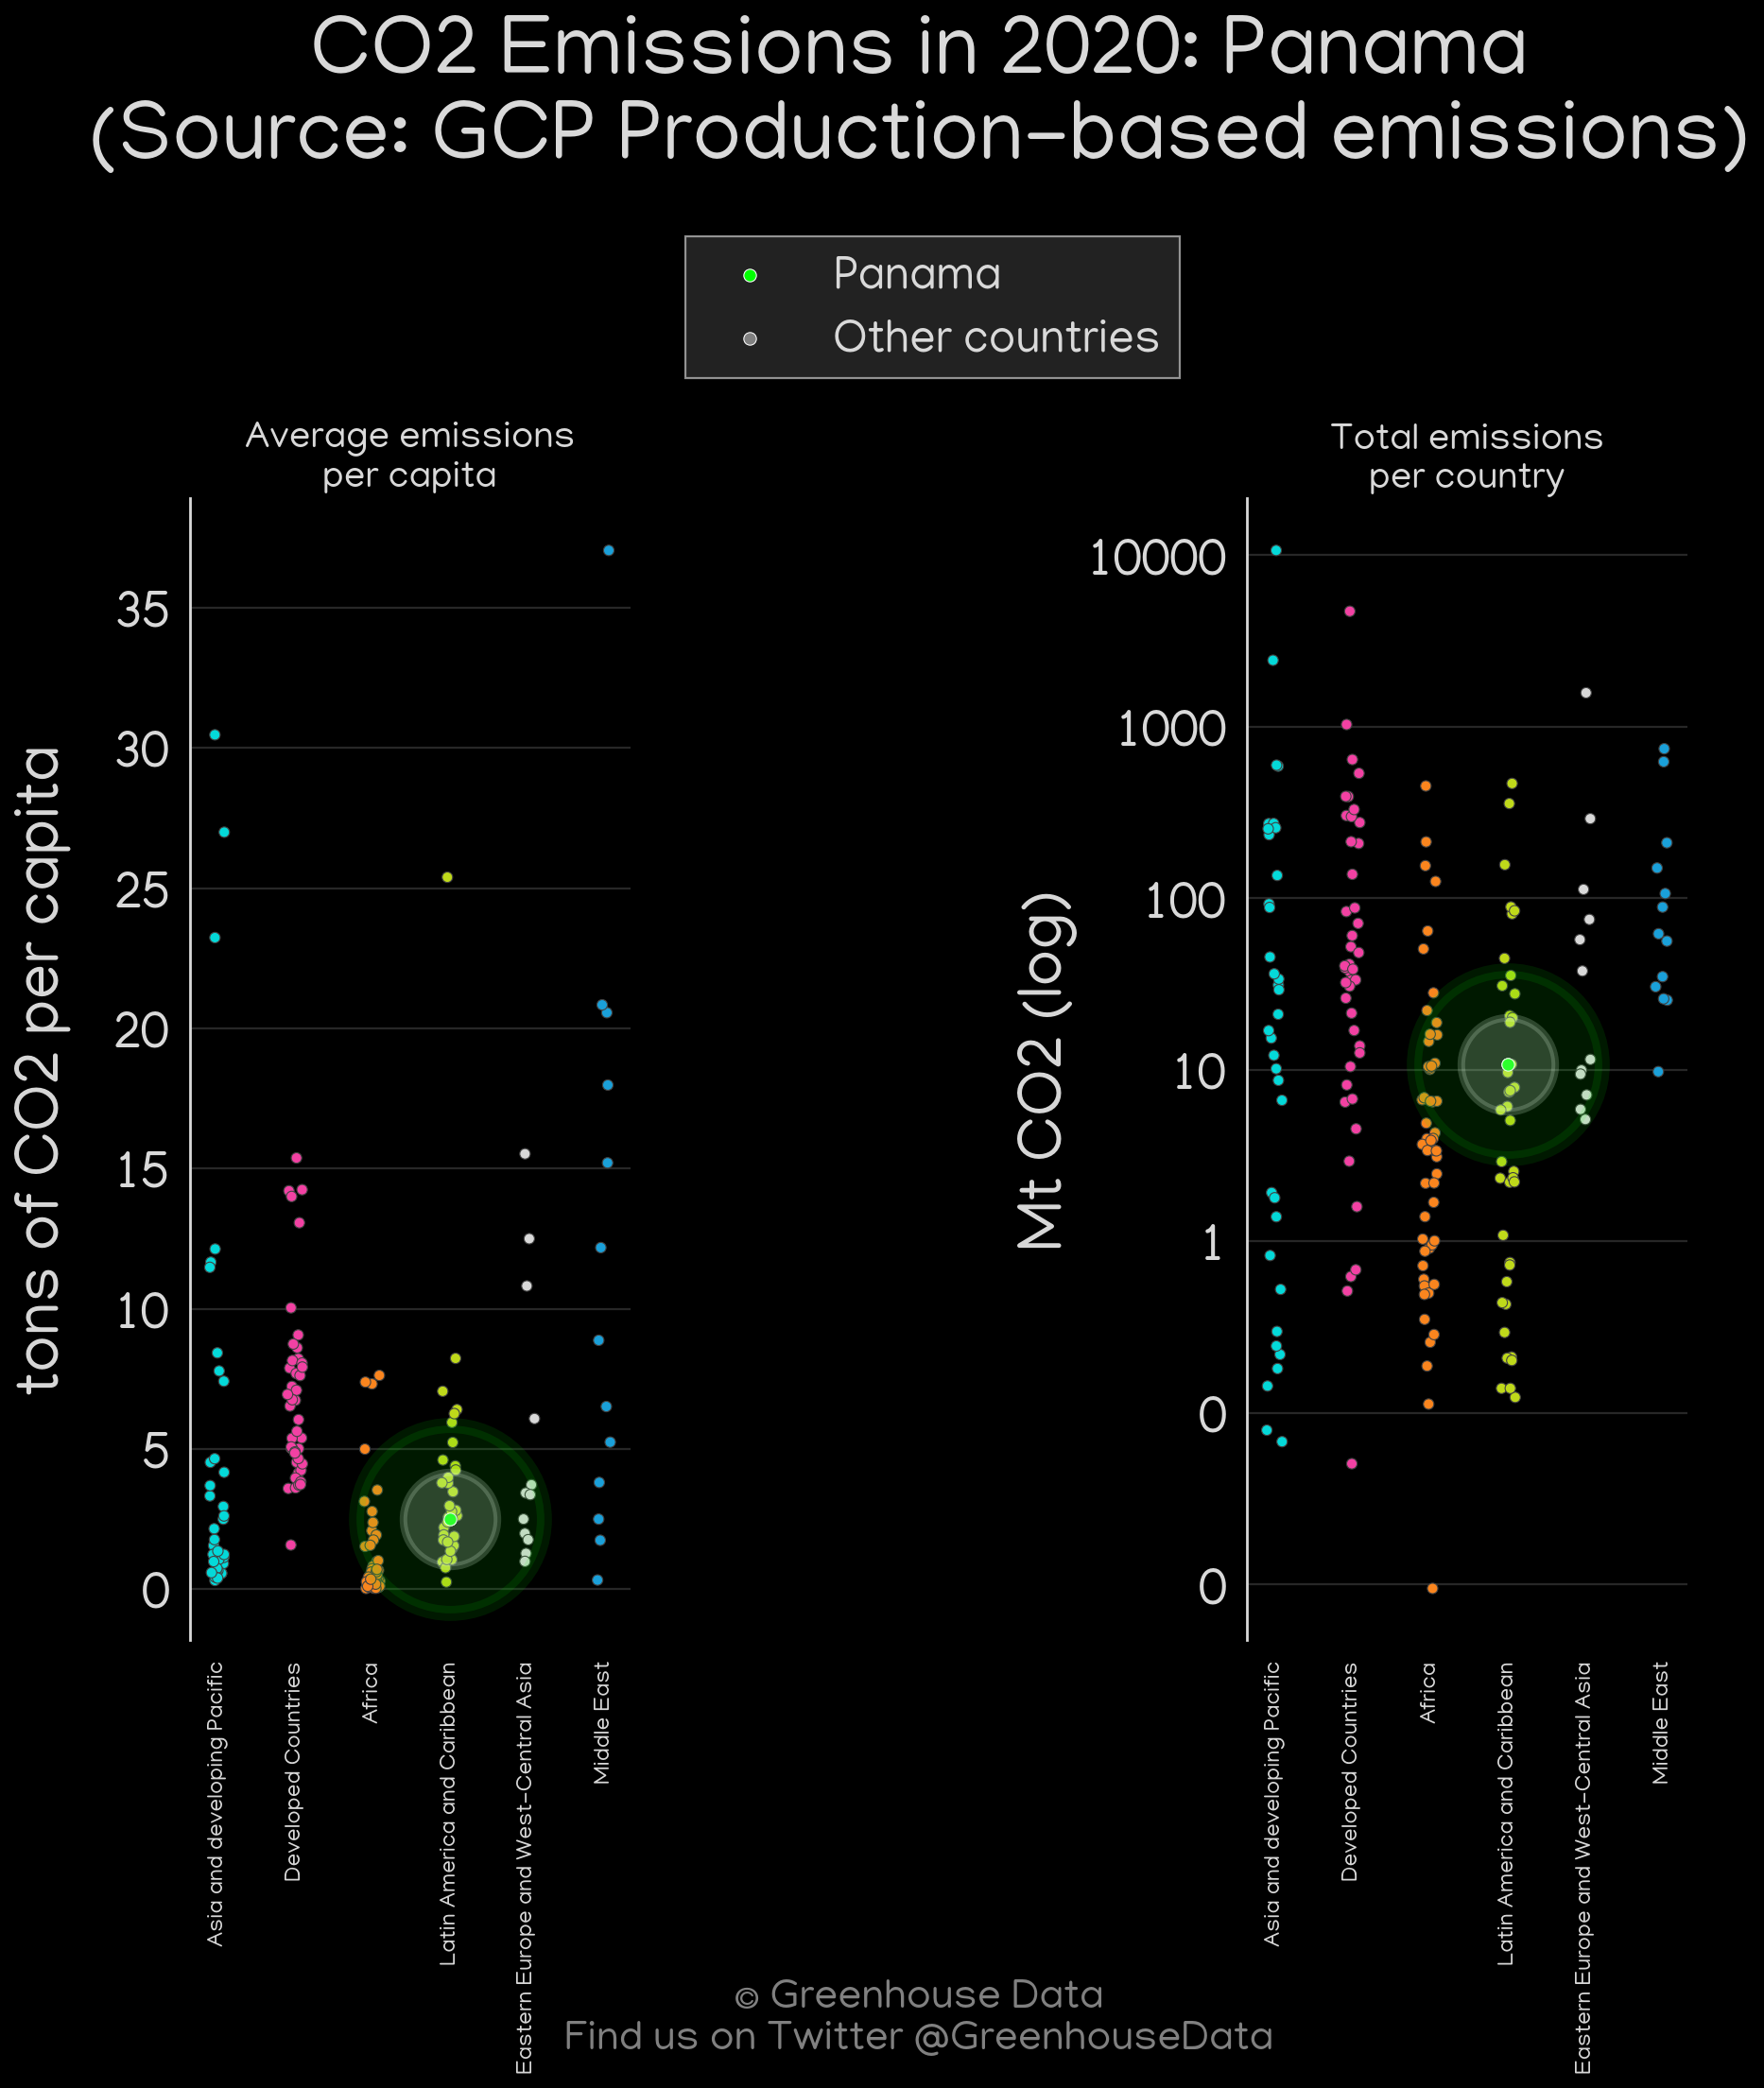 CO2 Emissions in 2020: Panama
(Source: GCP Production-based emissions)
Panama
Other countries
Average emissions
per capita
tons of CO2 per capita
35
30
25
20
15
10
5
0
Asia and developing Pacific
Developed Countries
Africa
Latin America and Caribbean
Eastern Europe and West-Central Asia
Middle East
Total emissions
per country
Mt CO2 (log)
10000
1000
100
10
1
0
0
Asia and developing Pacific
Developed Countries
Africa
Latin America and Caribbean
Eastern Europe and West-Central Asia
Middle East
© Greenhouse Data
Find us on Twitter @GreenhouseData